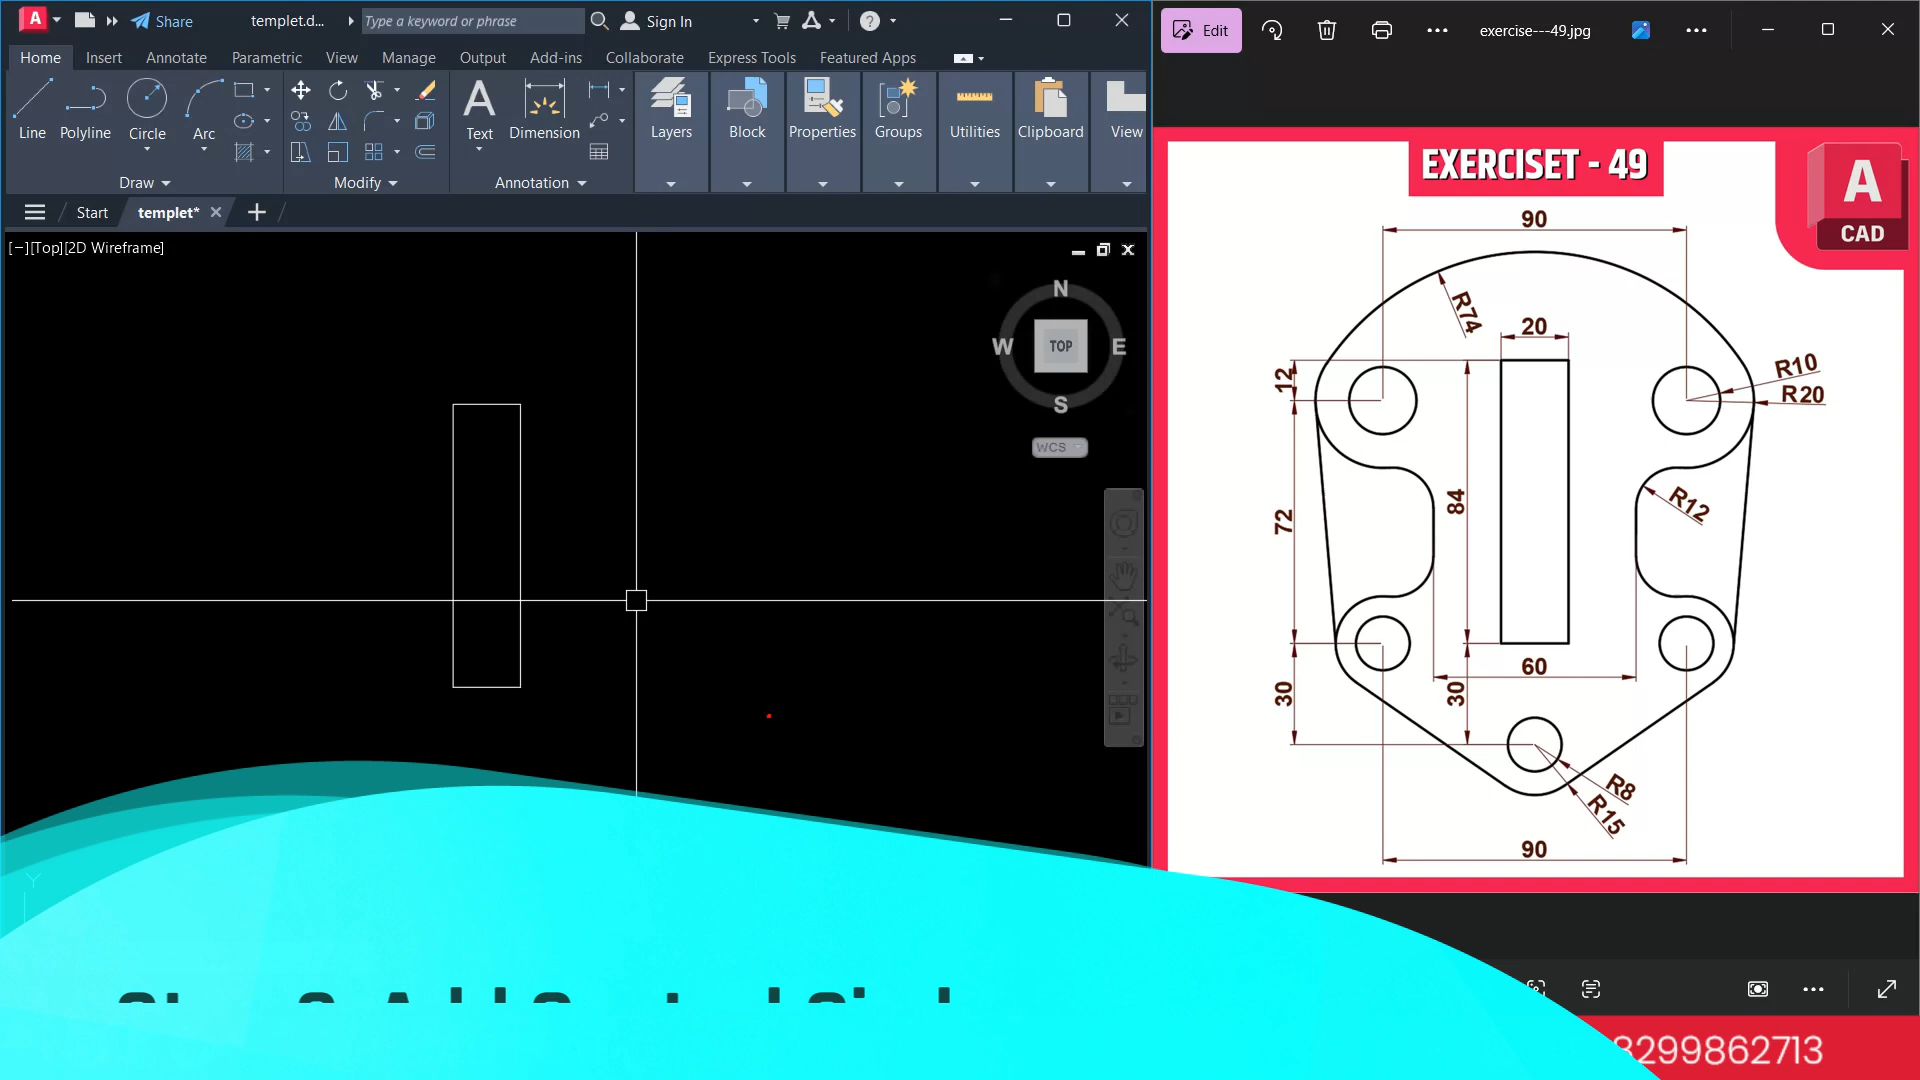 A
Share
templet.d...
Type a keyword or phrase
Sign In
Home
Insert
Annotate
Parametric
View
Manage
Output
Add-ins
Collaborate
Express Tools
Featured Apps
Line
Polyline
Circle
Arc
Text
Dimension
Layers
Block
Properties
Groups
Utilities
Clipboard
View
Draw
Modify
Annotation
Start
templet*
[−][Top][2D Wireframe]
N
W
TOP
E
S
WCS
Y
Edit
exercise---49.jpg
EXERCISET - 49
A
CAD
90
R74
20
12
R10
R20
72
84
R12
60
30
30
R8
R15
90
8299862713